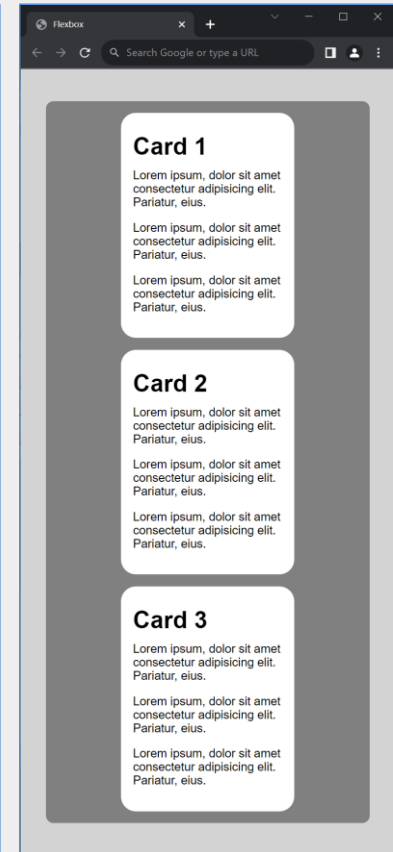 Flexbox
Search Google or type a URL
Card 1
Lorem ipsum, dolor sit amet
consectetur adipisicing elit.
Pariatur, eius.
Lorem ipsum, dolor sit amet
consectetur adipisicing elit.
Pariatur, eius.
Lorem ipsum, dolor sit amet
consectetur adipisicing elit.
Pariatur, eius.
Card 2
Lorem ipsum, dolor sit amet
consectetur adipisicing elit.
Pariatur, eius.
Lorem ipsum, dolor sit amet
consectetur adipisicing elit.
Pariatur, eius.
Lorem ipsum, dolor sit amet
consectetur adipisicing elit.
Pariatur, eius.
Card 3
Lorem ipsum, dolor sit amet
consectetur adipisicing elit.
Pariatur, eius.
Lorem ipsum, dolor sit amet
consectetur adipisicing elit.
Pariatur, eius.
Lorem ipsum, dolor sit amet
consectetur adipisicing elit.
Pariatur, eius.